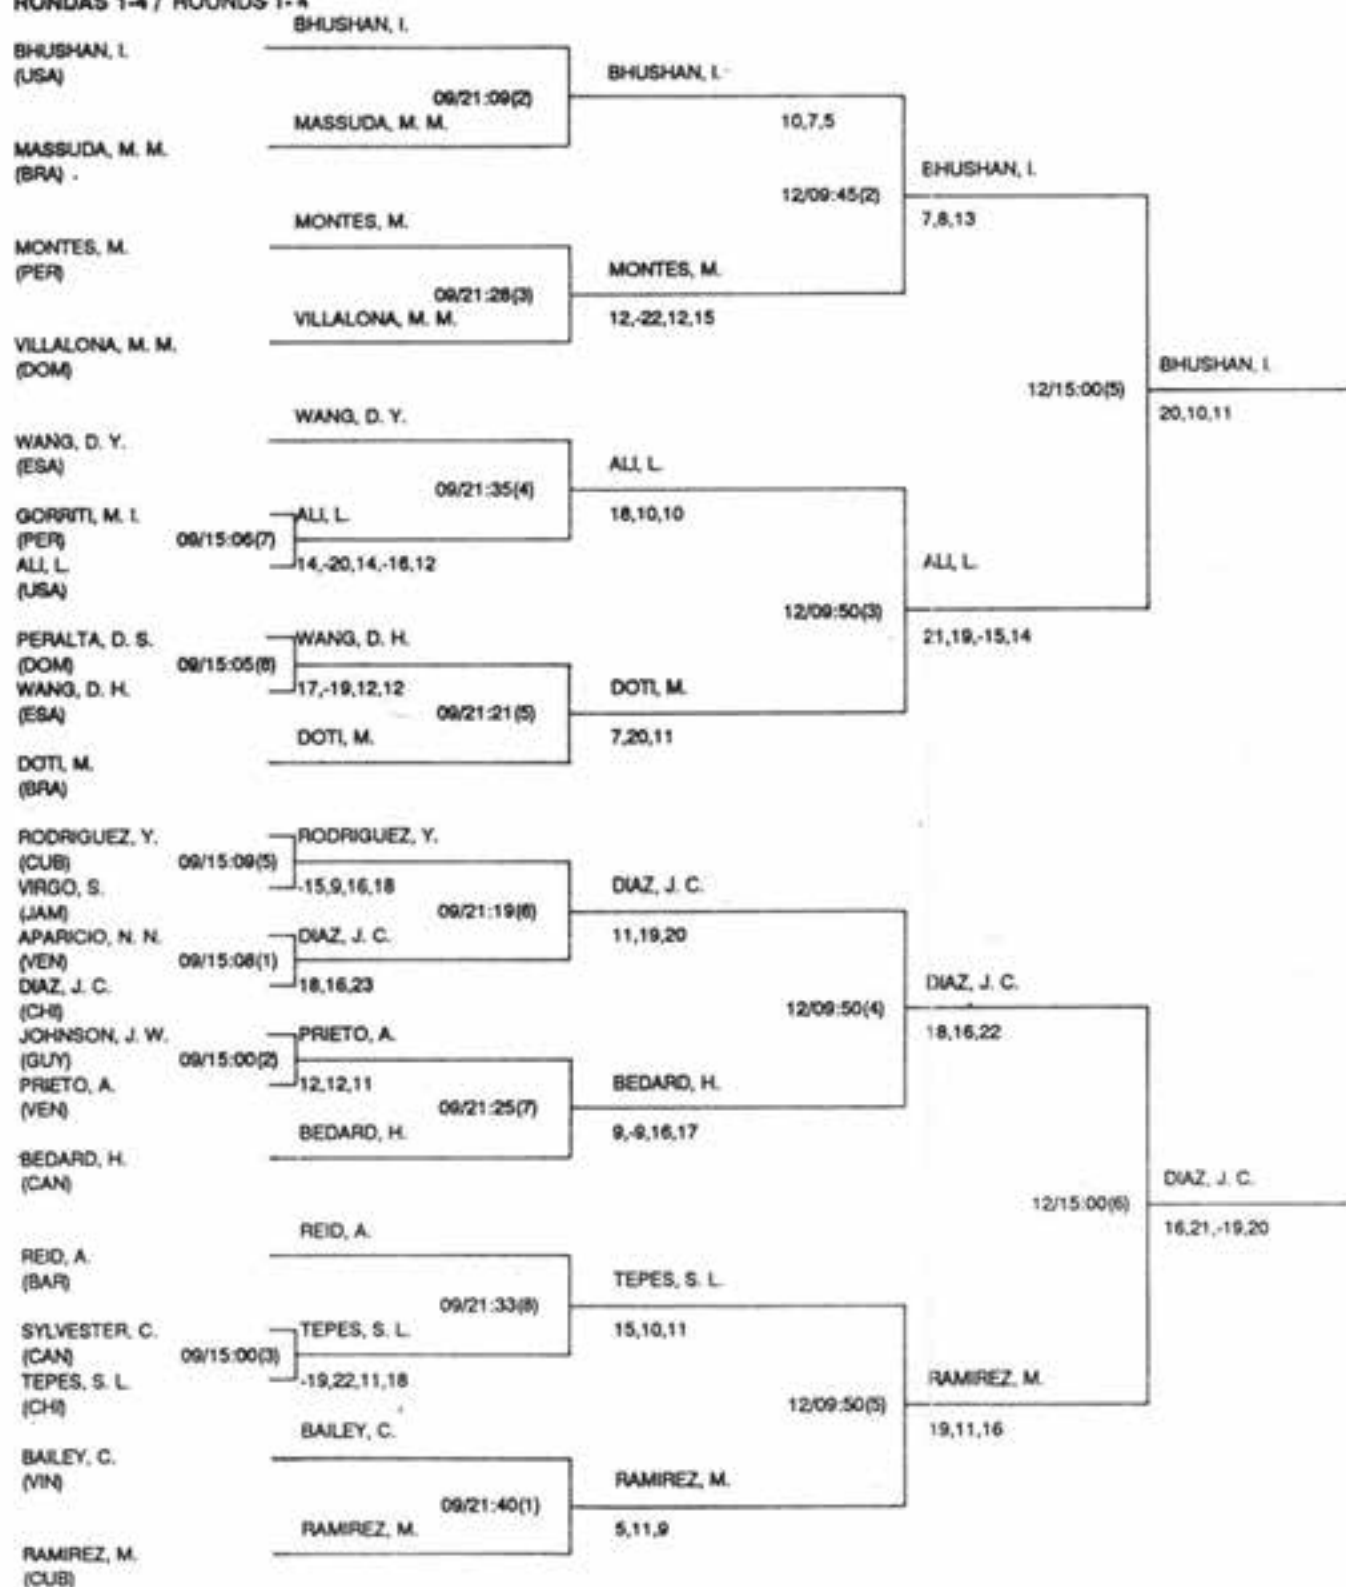 RONDAS 1-4 / ROUNDS 1-4
BHUSHAN, I.
BHUSHAN, I.
(USA)
BHUSHAN, I.
09/21:09(2)
10,7,5
MASSUDA, M. M.
MASSUDA, M. M.
(BRA)
BHUSHAN, I.
12/09:45(2)
7,8,13
MONTES, M.
MONTES, M.
(PER)
MONTES, M.
09/21:28(3)
12,-22,12,15
VILLALONA, M. M.
VILLALONA, M. M.
(DOM)
BHUSHAN, I.
12/15:00(5)
20,10,11
WANG, D. Y.
WANG, D. Y.
(ESA)
ALI, L.
09/21:35(4)
18,10,10
GORRITI, M. I.
(PER)
ALI, L.
(USA)
09/15:06(7)
ALI, L.
14,-20,14,-16,12
ALI, L.
12/09:50(3)
21,19,-15,14
PERALTA, D. S.
(DOM)
WANG, D. H.
(ESA)
09/15:05(8)
WANG, D. H.
17,-19,12,12
DOTI, M.
09/21:21(5)
7,20,11
DOTI, M.
DOTI, M.
(BRA)
RODRIGUEZ, Y.
(CUB)
VIRGO, S.
(JAM)
09/15:09(5)
RODRIGUEZ, Y.
-15,9,16,18
DIAZ, J. C.
09/21:19(6)
11,19,20
APARICIO, N. N.
(VEN)
DIAZ, J. C.
(CHI)
09/15:08(1)
DIAZ, J. C.
18,16,23
DIAZ, J. C.
12/09:50(4)
18,16,22
JOHNSON, J. W.
(GUY)
PRIETO, A.
(VEN)
09/15:00(2)
PRIETO, A.
12,12,11
BEDARD, H.
09/21:25(7)
9,-9,16,17
BEDARD, H.
BEDARD, H.
(CAN)
DIAZ, J. C.
12/15:00(6)
16,21,-19,20
REID, A.
REID, A.
(BAR)
TEPES, S. L.
09/21:33(8)
15,10,11
SYLVESTER, C.
(CAN)
TEPES, S. L.
(CHI)
09/15:00(3)
TEPES, S. L.
-19,22,11,18
RAMIREZ, M.
12/09:50(5)
19,11,16
BAILEY, C.
BAILEY, C.
(VIN)
RAMIREZ, M.
09/21:40(1)
5,11,9
RAMIREZ, M.
RAMIREZ, M.
(CUB)